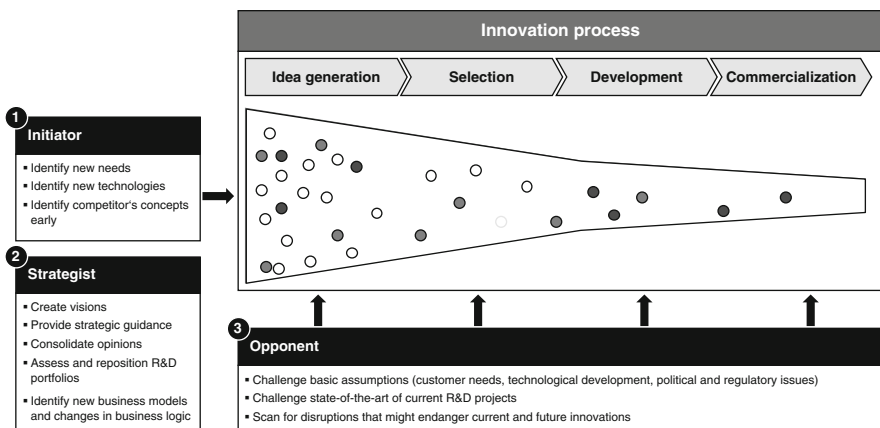 Innovation process
Idea generation
Selection
Development
Commercialization
1
Initiator
▪ Identify new needs
▪ Identify new technologies
▪ Identify competitor's concepts
early
2
Strategist
▪ Create visions
▪ Provide strategic guidance
▪ Consolidate opinions
▪ Assess and reposition R&D
portfolios
▪ Identify new business models
and changes in business logic
3
Opponent
▪ Challenge basic assumptions (customer needs, technological development, political and regulatory issues)
▪ Challenge state-of-the-art of current R&D projects
▪ Scan for disruptions that might endanger current and future innovations